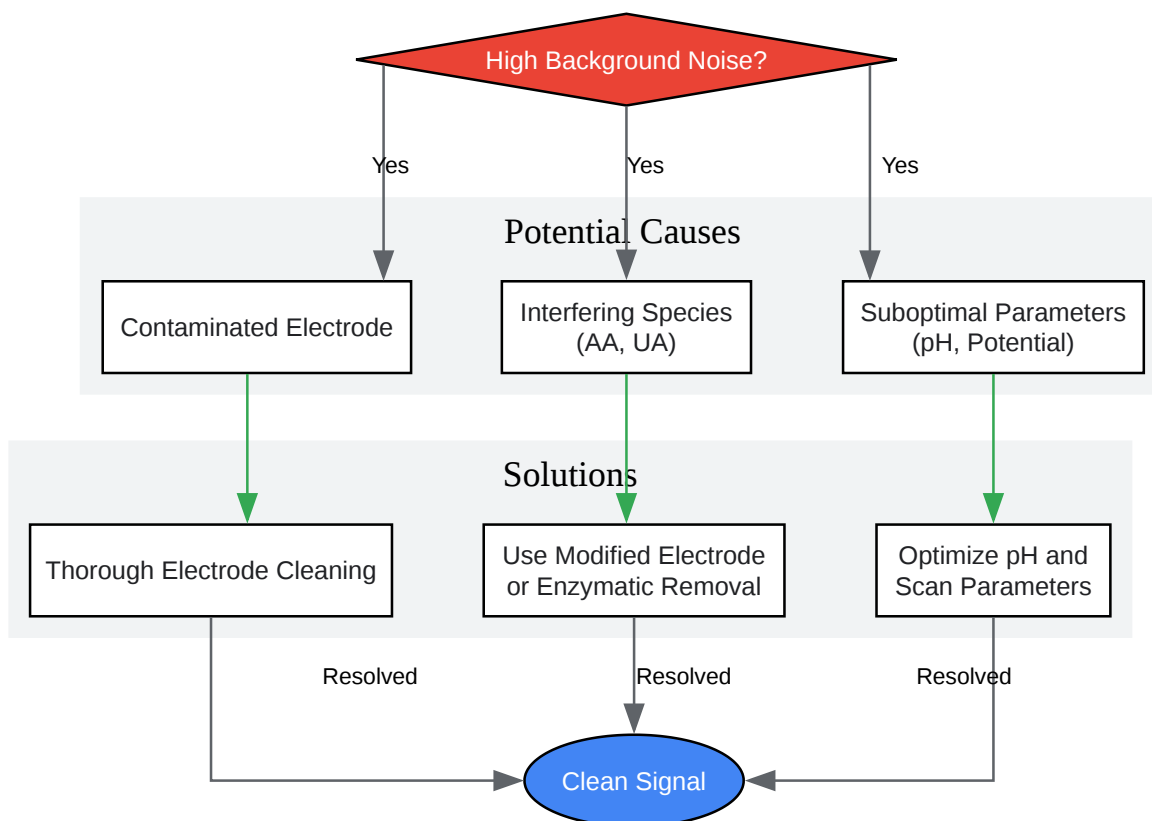 High Background Noise?
Yes
Yes
Yes
Potential Causes
Contaminated Electrode
Interfering Species
(AA, UA)
Suboptimal Parameters
(pH, Potential)
Solutions
Thorough Electrode Cleaning
Use Modified Electrode
or Enzymatic Removal
Optimize pH and
Scan Parameters
Resolved
Resolved
Resolved
Clean Signal